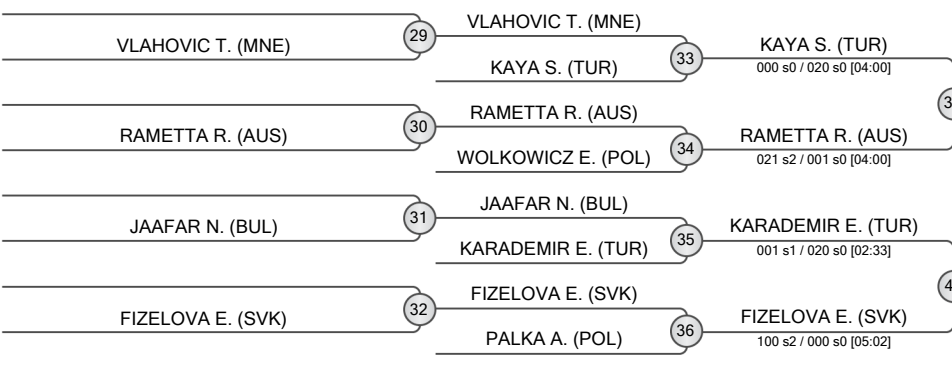 VLAHOVIC T. (MNE)
29
VLAHOVIC T. (MNE)
KAYA S. (TUR)
33
KAYA S. (TUR)
000 s0 / 020 s0 [04:00]
RAMETTA R. (AUS)
30
RAMETTA R. (AUS)
WOLKOWICZ E. (POL)
34
RAMETTA R. (AUS)
021 s2 / 001 s0 [04:00]
3
JAAFAR N. (BUL)
31
JAAFAR N. (BUL)
KARADEMIR E. (TUR)
35
KARADEMIR E. (TUR)
001 s1 / 020 s0 [02:33]
FIZELOVA E. (SVK)
32
FIZELOVA E. (SVK)
PALKA A. (POL)
36
FIZELOVA E. (SVK)
100 s2 / 000 s0 [05:02]
4